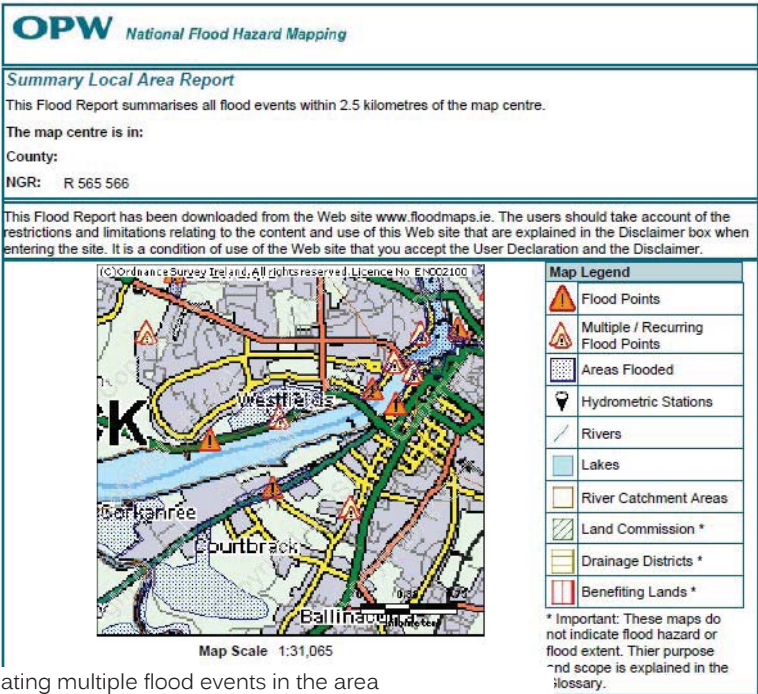 OPW National Flood Hazard Mapping
Summary Local Area Report
This Flood Report summarises all flood events within 2.5 kilometres of the map centre.
The map centre is in:
County:
NGR: R 565 566
This Flood Report has been downloaded from the Web site www.floodmaps.ie. The users should take account of the
restrictions and limitations relating to the content and use of this Web site that are explained in the Disclaimer box when
entering the site. It is a condition of use of the Web site that you accept the User Declaration and the Disclaimer.
(C)Ordnance Survey Ireland. All rights reserved. Licence No EN002100
Westfields
K
Corkanree
Courtbrack
Map Scale 1:31,065
Map Legend
Flood Points
Multiple / Recurring
Flood Points
Areas Flooded
Hydrometric Stations
Rivers
Lakes
River Catchment Areas
Land Commission *
Drainage Districts *
Benefiting Lands *
* Important: These maps do
not indicate flood hazard or
flood extent. Thier purpose
and scope is explained in the
Glossary.
ating multiple flood events in the area